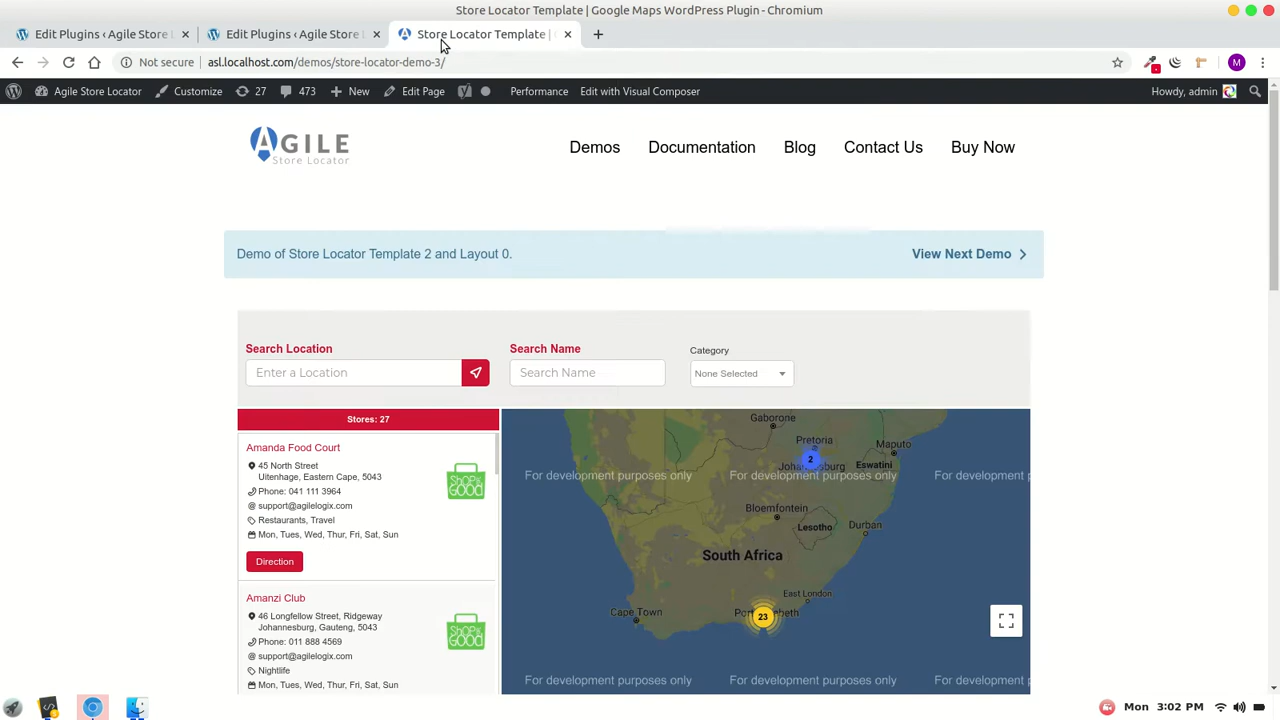 Store Locator Template | Google Maps WordPress Plugin - Chromium
Edit Plugins ‹ Agile Store L
Edit Plugins ‹ Agile Store L
Store Locator Template |
Not secure
asl.localhost.com/demos/store-locator-demo-3/
M
Agile Store Locator
Customize
27
473
New
Edit Page
Performance
Edit with Visual Composer
Howdy, admin
AGILE
Store Locator
Demos
Documentation
Blog
Contact Us
Buy Now
Demo of Store Locator Template 2 and Layout 0.
View Next Demo
Search Location
Search Name
Category
Enter a Location
Search Name
None Selected
Stores: 27
Amanda Food Court
45 North Street
Uitenhage, Eastern Cape, 5043
Phone: 041 111 3964
support@agilelogix.com
Restaurants, Travel
Mon, Tues, Wed, Thur, Fri, Sat, Sun
SHOP'N GOOD
Direction
Amanzi Club
46 Longfellow Street, Ridgeway
Johannesburg, Gauteng, 5043
Phone: 011 888 4569
support@agilelogix.com
Nightlife
Mon, Tues, Wed, Thur, Fri, Sat, Sun
SHOP'N GOOD
Gaborone
Pretoria
Maputo
2
Eswatini
For development purposes only
For development purposes only
For development purposes only
Bloemfontein
Lesotho
Durban
South Africa
East London
Cape Town
23
For development purposes only
For development purposes only
For development purposes only
Mon 3:02 PM